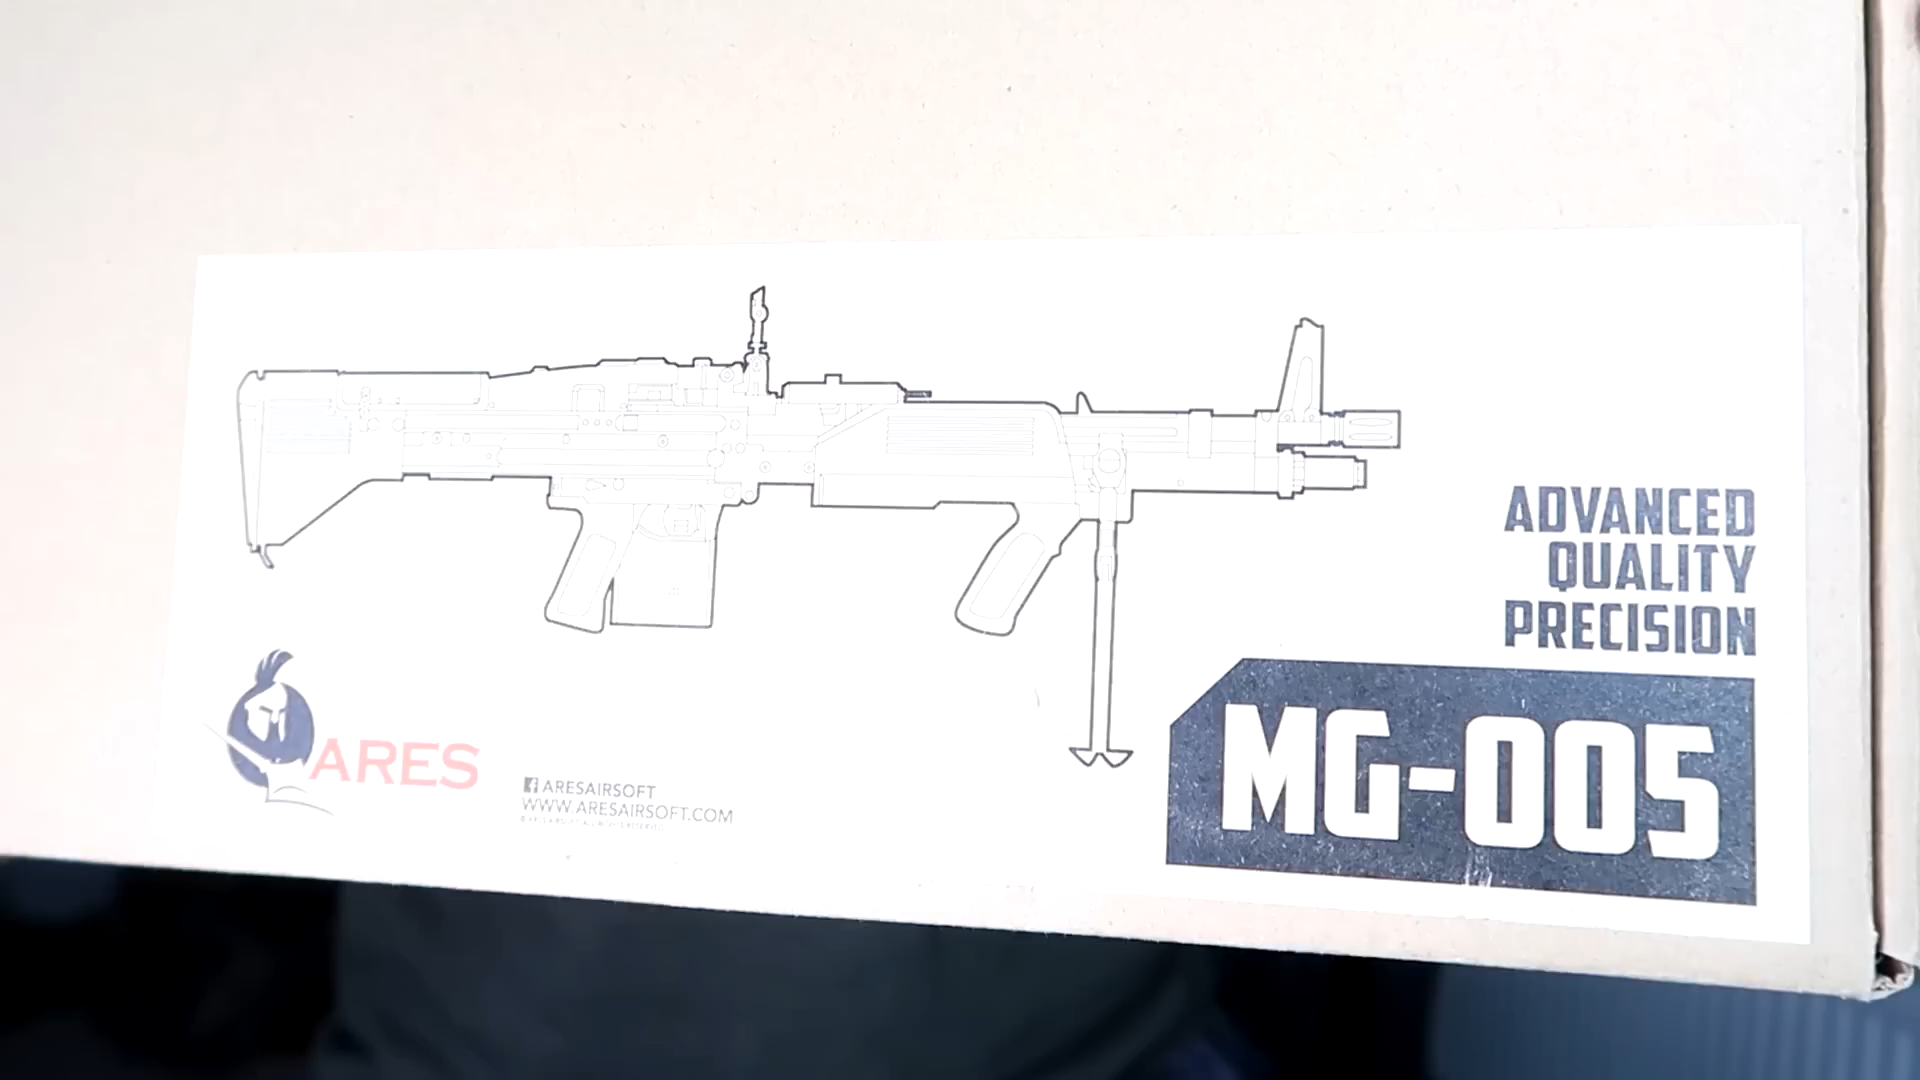 ADVANCED
QUALITY
PRECISION
MG-005
ARES
ARESAIRSOFT
WWW.ARESAIRSOFT.COM